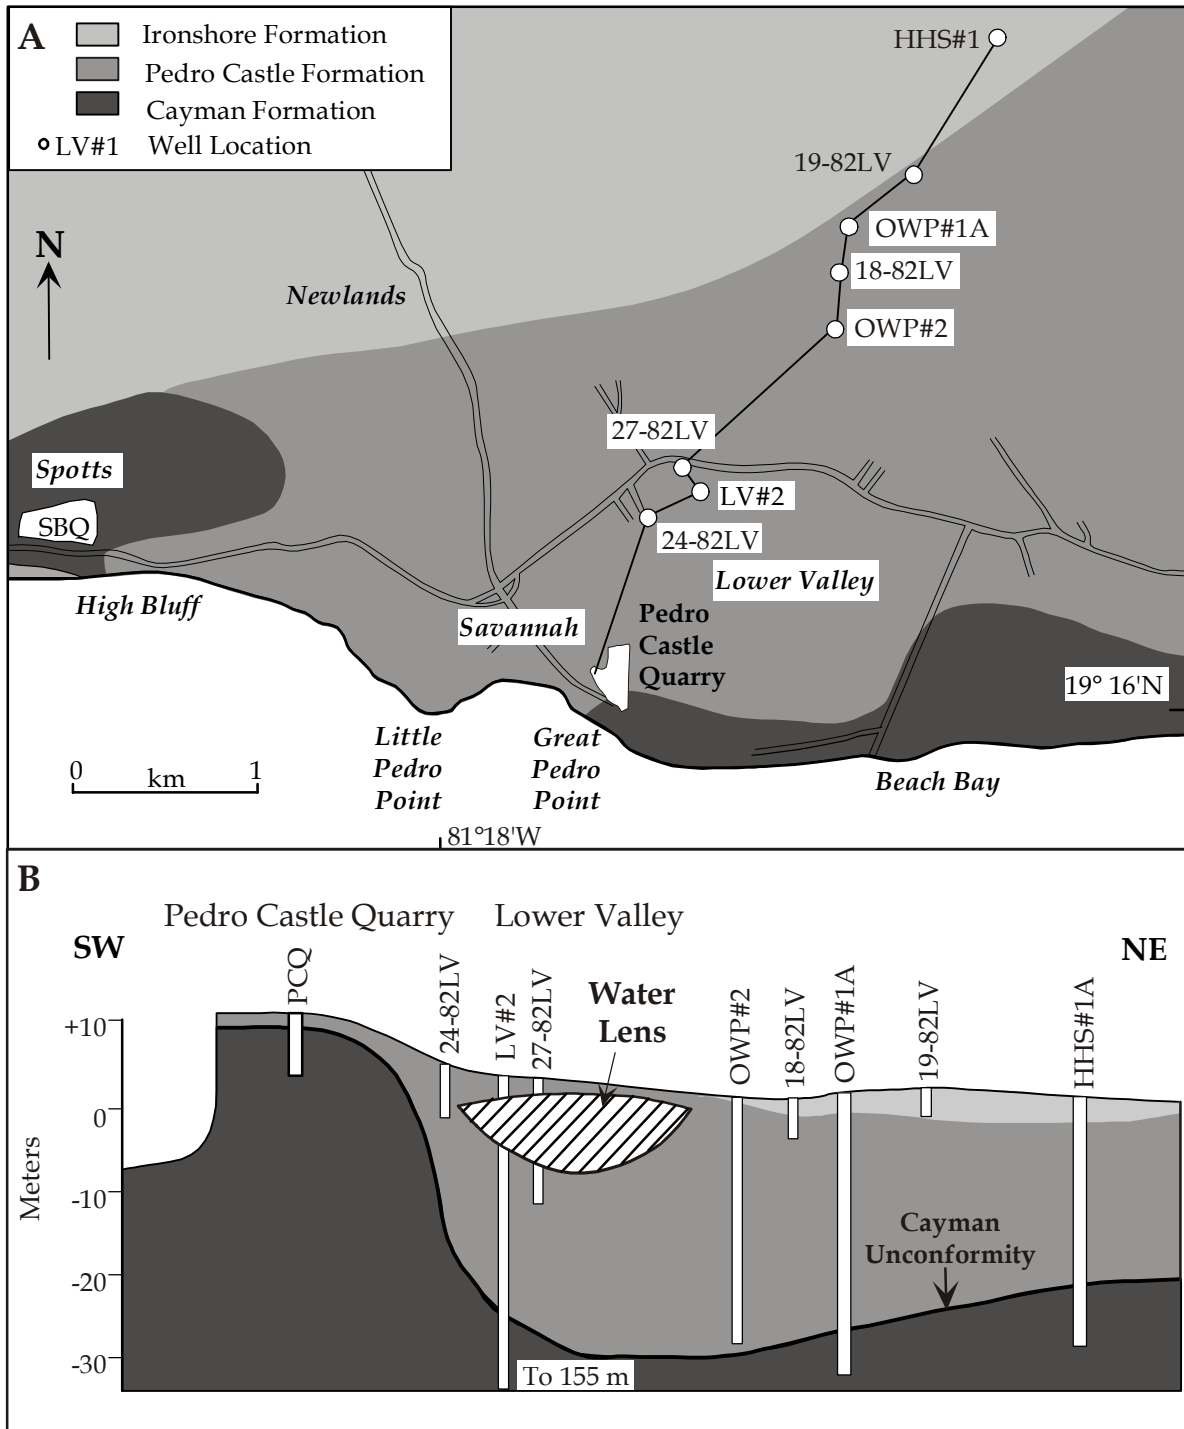 A
Ironshore Formation
Pedro Castle Formation
Cayman Formation
LV#1 Well Location
HHS#1
19-82LV
OWP#1A
18-82LV
OWP#2
N
Newlands
27-82LV
Spotts
SBQ
LV#2
24-82LV
Lower Valley
High Bluff
Savannah
Pedro
Castle
Quarry
19° 16'N
Little
Pedro
Point
Great
Pedro
Point
Beach Bay
0 km 1
81°18'W
B
Pedro Castle Quarry Lower Valley
SW
NE
PCQ
24-82LV
LV#2
27-82LV
Water
Lens
OWP#2
18-82LV
OWP#1A
19-82LV
HHS#1A
+10
0
-10
-20
-30
Meters
Cayman
Unconformity
To 155 m